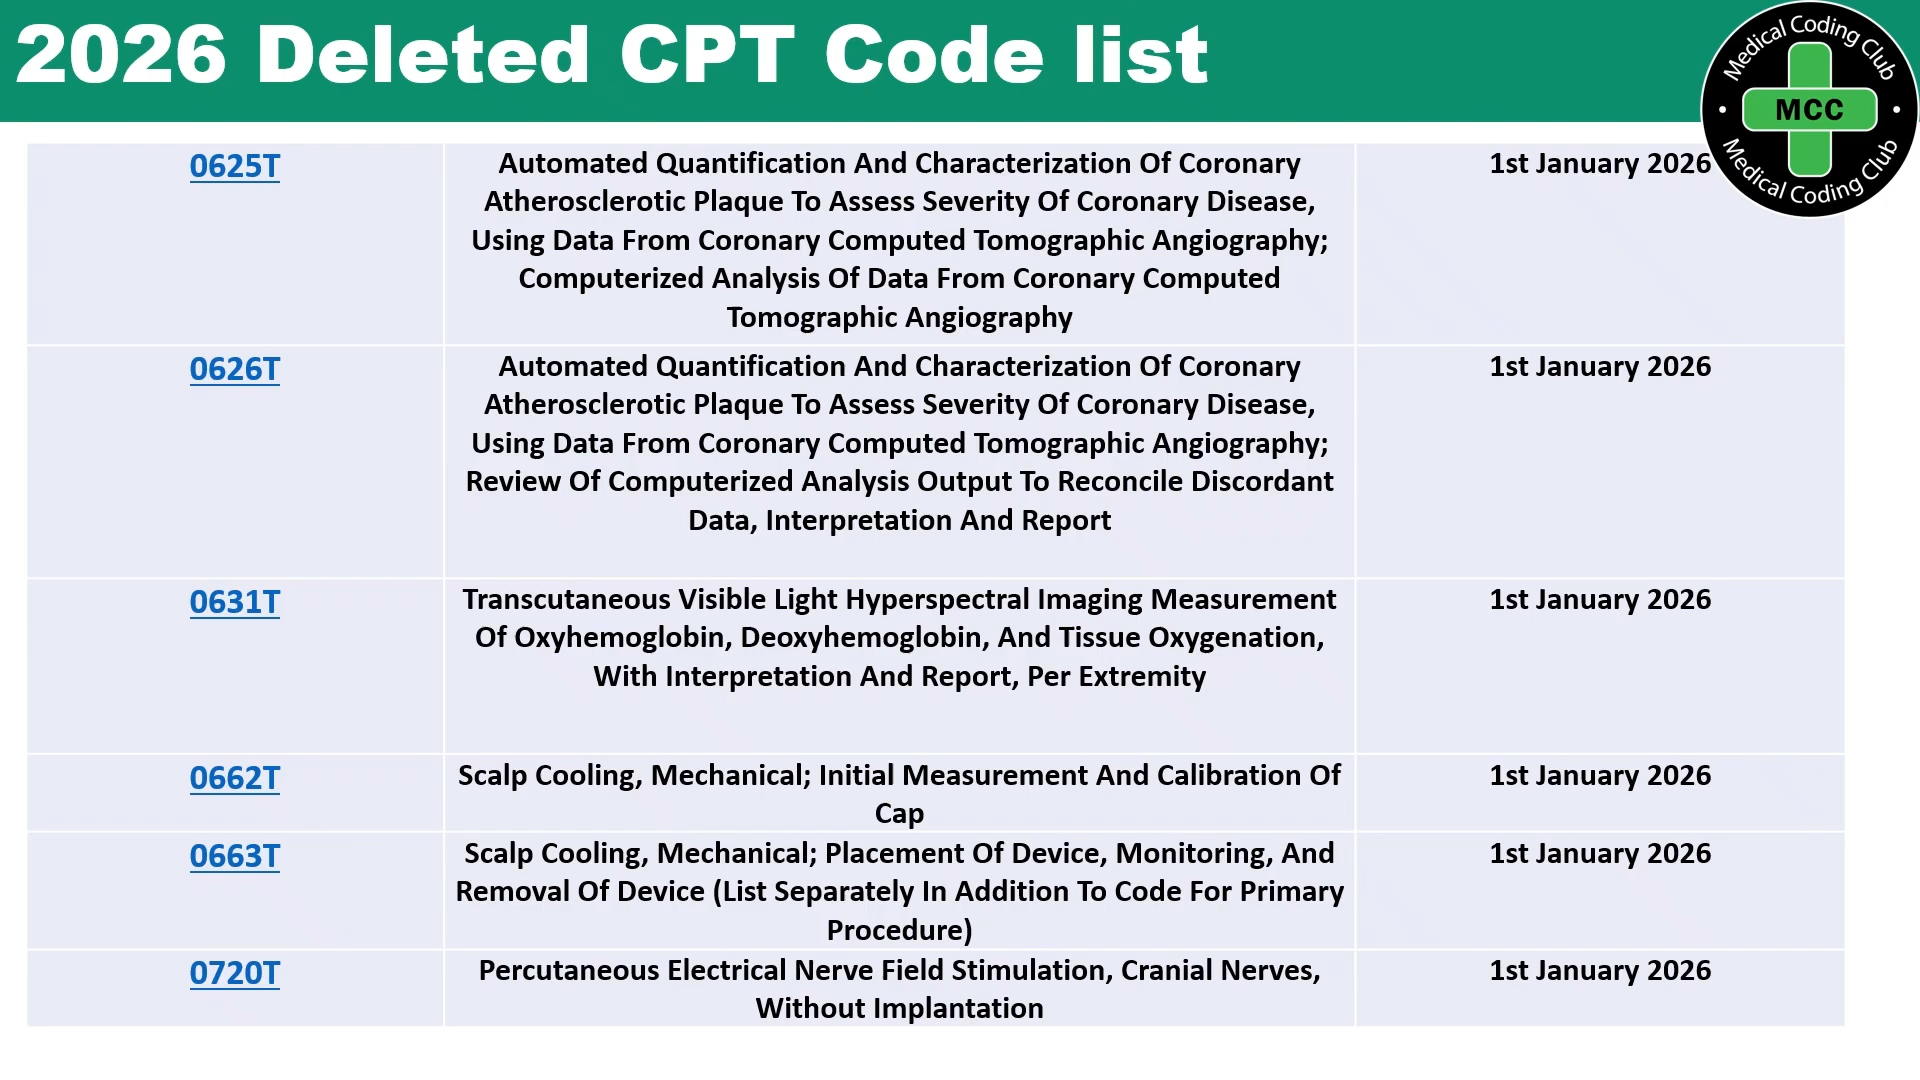 2026 Deleted CPT Code list
Medical Coding Club
MCC
Medical Coding Club
0625T
Automated Quantification And Characterization Of Coronary
Atherosclerotic Plaque To Assess Severity Of Coronary Disease,
Using Data From Coronary Computed Tomographic Angiography;
Computerized Analysis Of Data From Coronary Computed
Tomographic Angiography
1st January 2026
0626T
Automated Quantification And Characterization Of Coronary
Atherosclerotic Plaque To Assess Severity Of Coronary Disease,
Using Data From Coronary Computed Tomographic Angiography;
Review Of Computerized Analysis Output To Reconcile Discordant
Data, Interpretation And Report
1st January 2026
0631T
Transcutaneous Visible Light Hyperspectral Imaging Measurement
Of Oxyhemoglobin, Deoxyhemoglobin, And Tissue Oxygenation,
With Interpretation And Report, Per Extremity
1st January 2026
0662T
Scalp Cooling, Mechanical; Initial Measurement And Calibration Of
Cap
1st January 2026
0663T
Scalp Cooling, Mechanical; Placement Of Device, Monitoring, And
Removal Of Device (List Separately In Addition To Code For Primary
Procedure)
1st January 2026
0720T
Percutaneous Electrical Nerve Field Stimulation, Cranial Nerves,
Without Implantation
1st January 2026